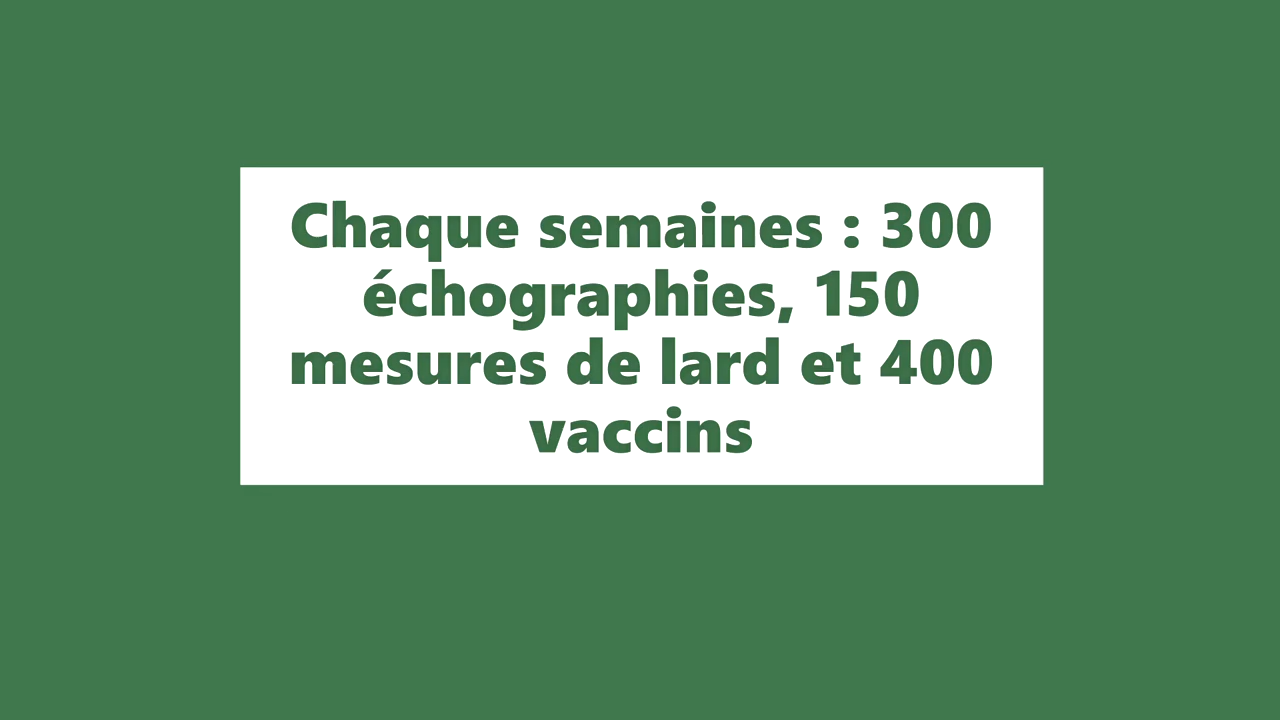 Chaque semaines : 300
échographies, 150
mesures de lard et 400
vaccins